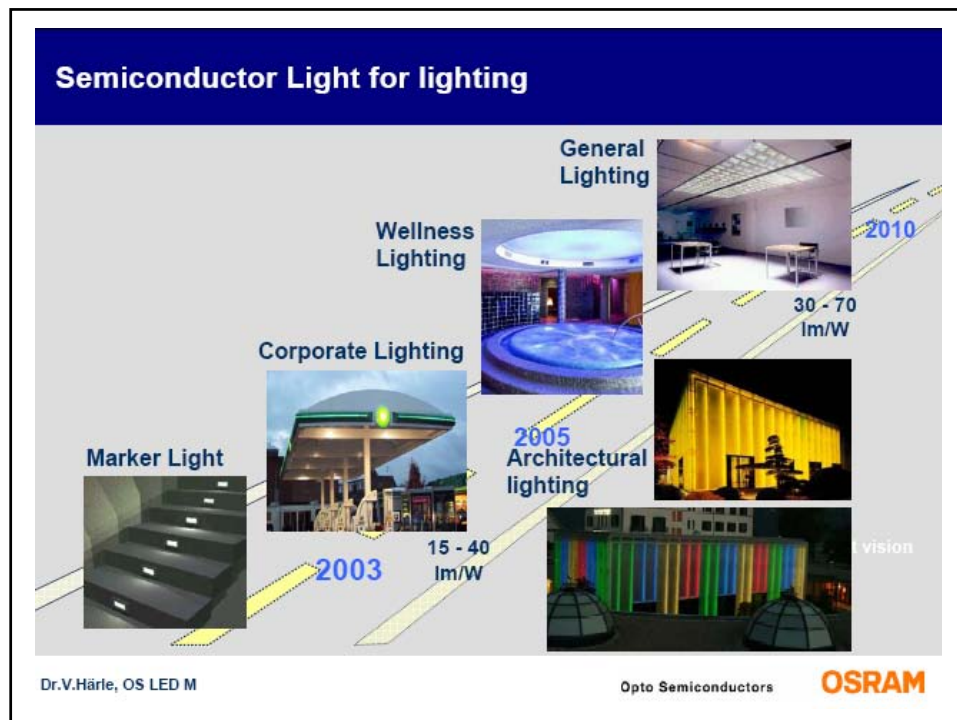 Semiconductor Light for lighting
General
Lighting
2010
Wellness
Lighting
30 - 70
lm/W
Corporate Lighting
2005
Architectural
lighting
Marker Light
t vision
15 - 40
lm/W
2003
Dr.V.Härle, OS LED M
Opto Semiconductors
OSRAM